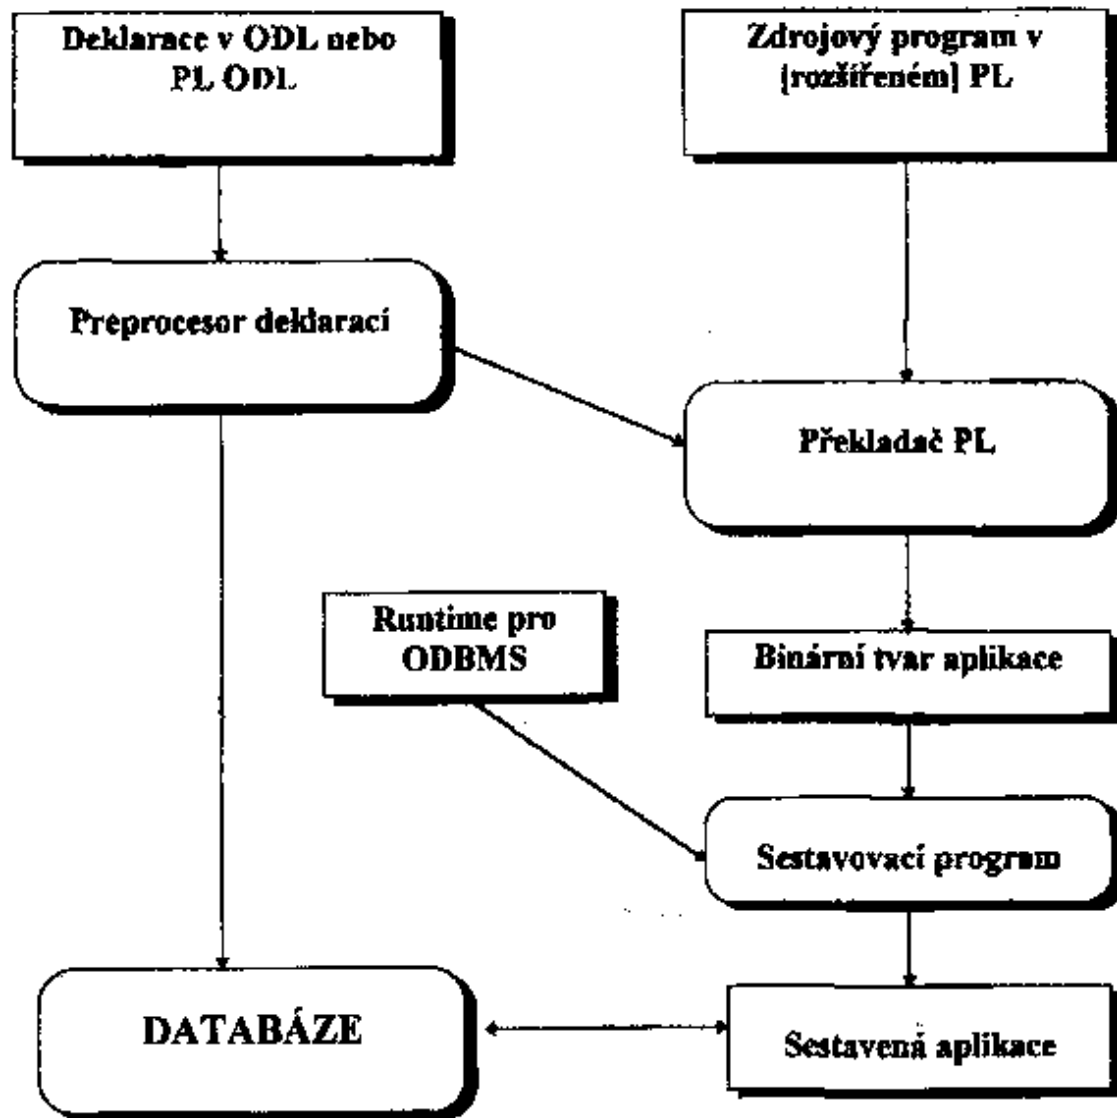 Deklarace v ODL nebo
PL ODL
Zdrojový program v
[rozšířeném] PL
Preprocesor deklarací
Překladač PL
Runtime pro
ODBMS
Binární tvar aplikace
Sestavovací program
DATABÁZE
Sestavená aplikace